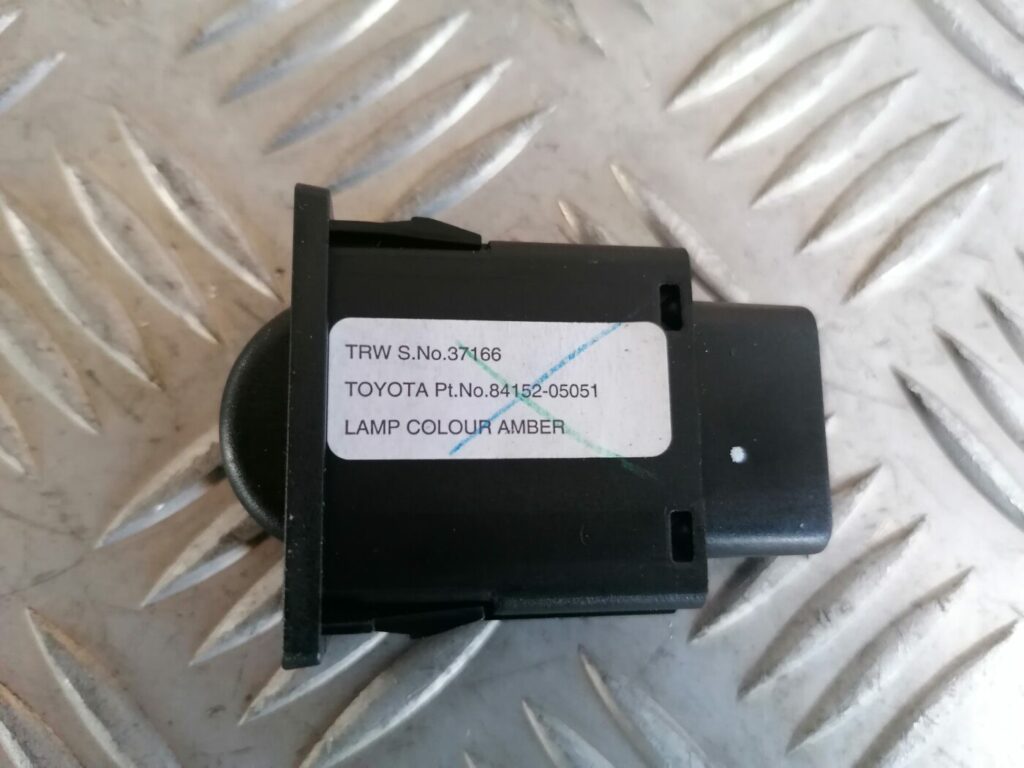 TRW S.No.37166
TOYOTA Pt.No.84152-05051
LAMP COLOUR AMBER